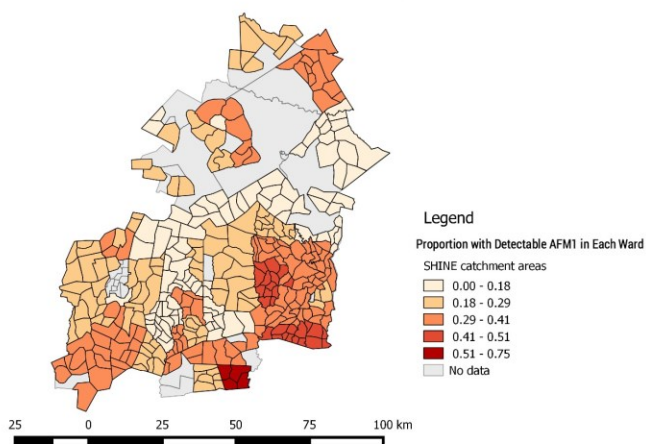 Legend
Proportion with Detectable AFM1 in Each Ward
SHINE catchment areas
0.00 - 0.18
0.18 - 0.29
0.29 - 0.41
0.41 - 0.51
0.51 - 0.75
No data
25 0 25 50 75 100 km